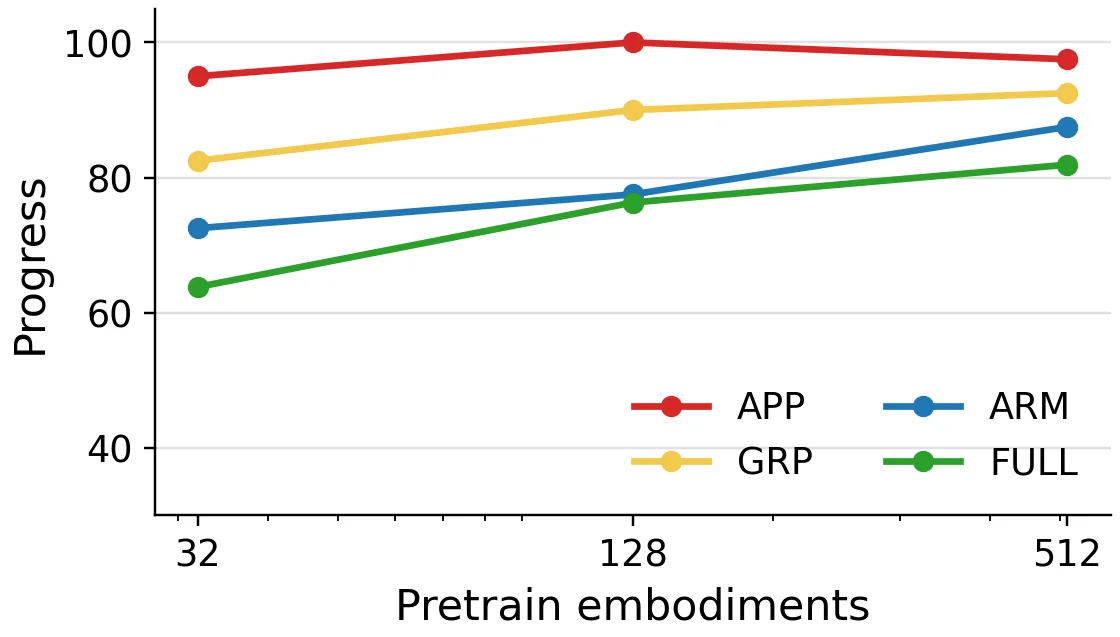 100
80
60
40
Progress
APP
ARM
GRP
FULL
32
128
512
Pretrain embodiments